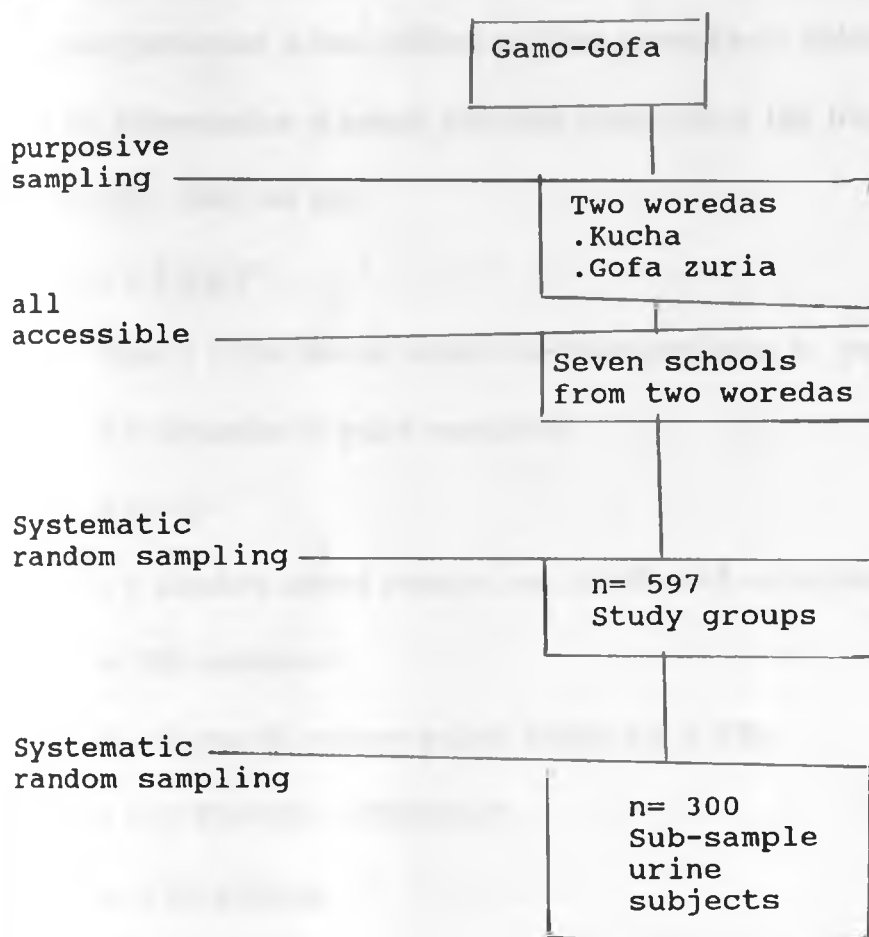 Gamo-Gofa
purposive
sampling
Two woredas
.Kucha
.Gofa zuria
all
accessible
Seven schools
from two woredas
Systematic
random sampling
n= 597
Study groups
Systematic
random sampling
n= 300
Sub-sample
urine
subjects